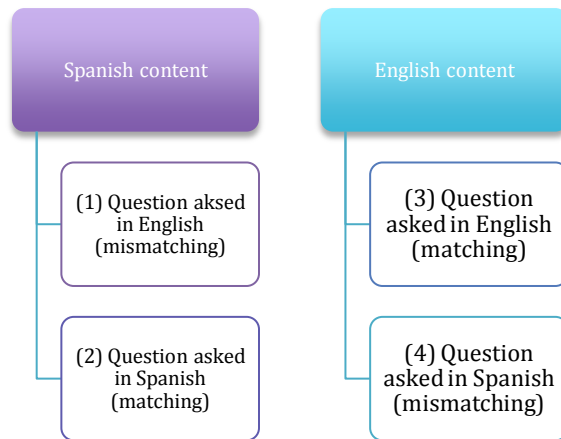 Spanish content
(1) Question aksed
in English
(mismatching)
(2) Question asked
in Spanish
(matching)
English content
(3) Question
asked in English
(matching)
(4) Question
asked in Spanish
(mismatching)